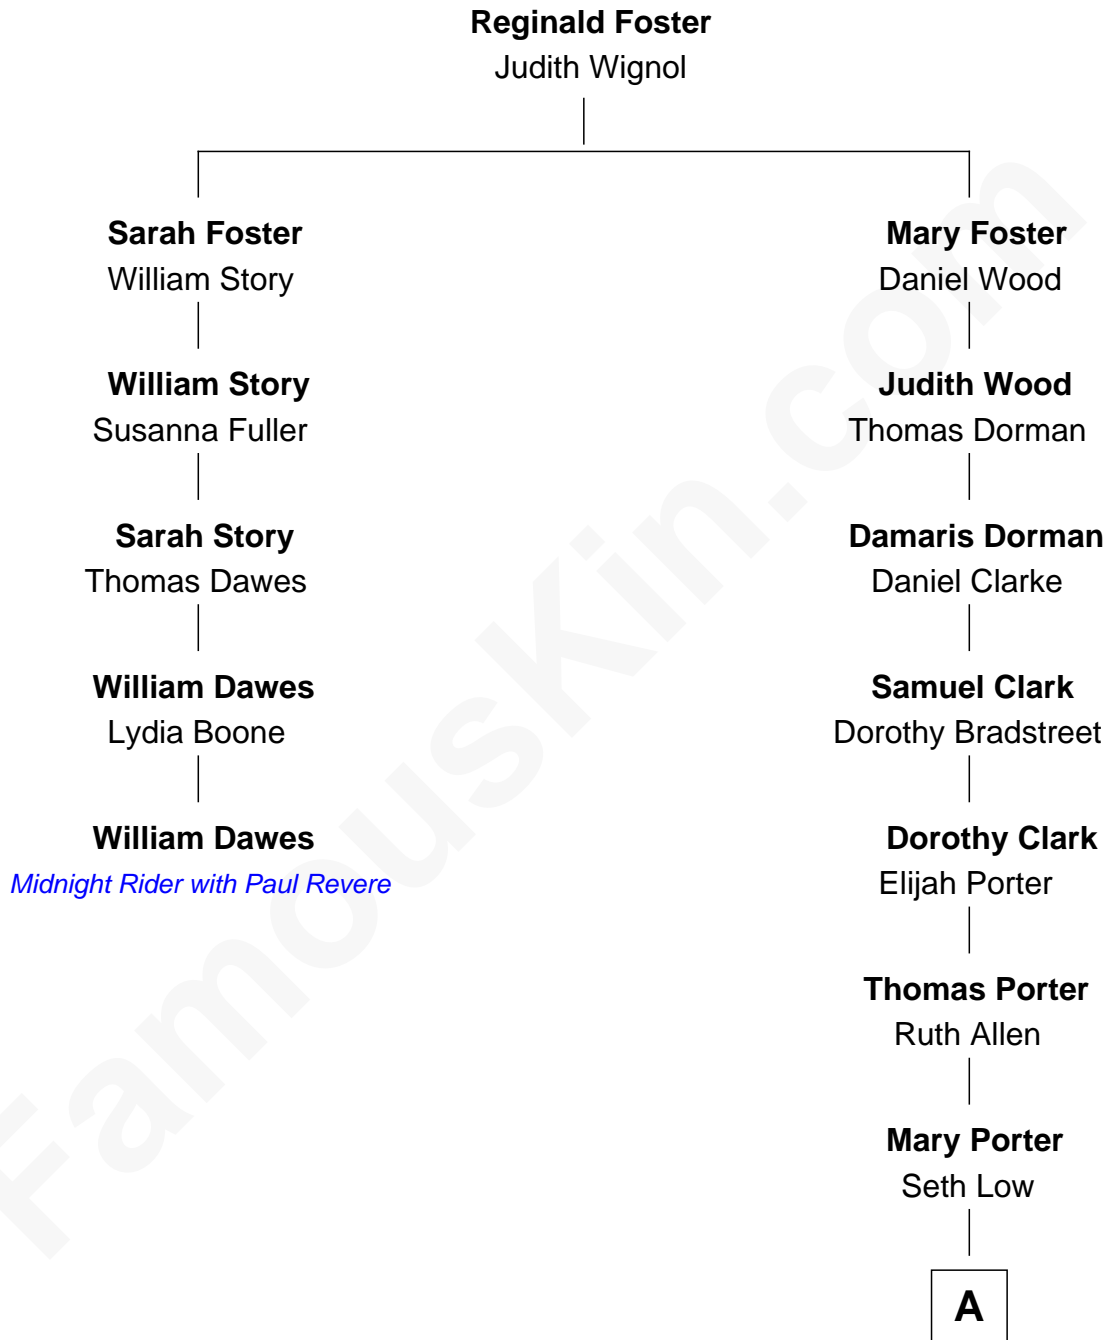 Reginald Foster
Judith Wignol
Sarah Foster
William Story
William Story
Susanna Fuller
Sarah Story
Thomas Dawes
William Dawes
Lydia Boone
William Dawes
Midnight Rider with Paul Revere
Mary Foster
Daniel Wood
Judith Wood
Thomas Dorman
Damaris Dorman
Daniel Clarke
Samuel Clark
Dorothy Bradstreet
Dorothy Clark
Elijah Porter
Thomas Porter
Ruth Allen
Mary Porter
Seth Low
A
FamousKin.com